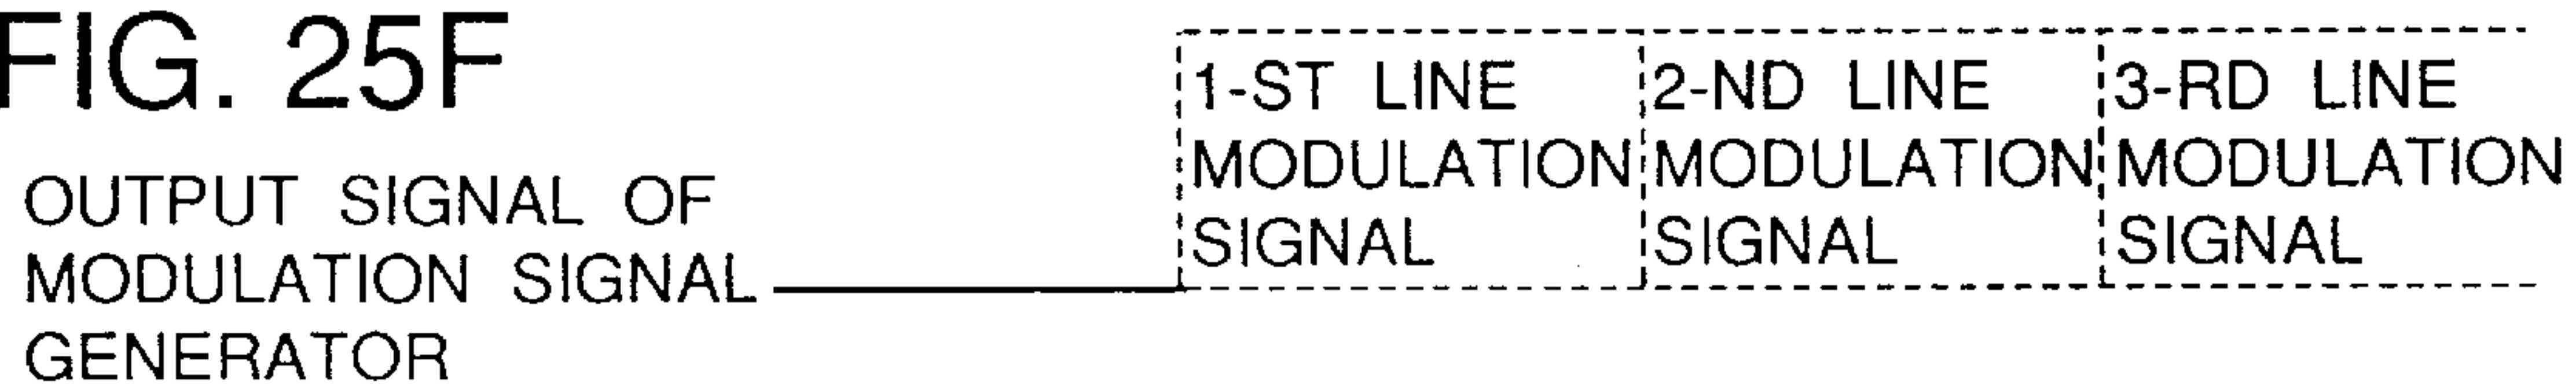 FIG. 25F
OUTPUT SIGNAL OF
MODULATION SIGNAL
GENERATOR
1-ST LINE
MODULATION
SIGNAL
2-ND LINE
MODULATION
SIGNAL
3-RD LINE
MODULATION
SIGNAL